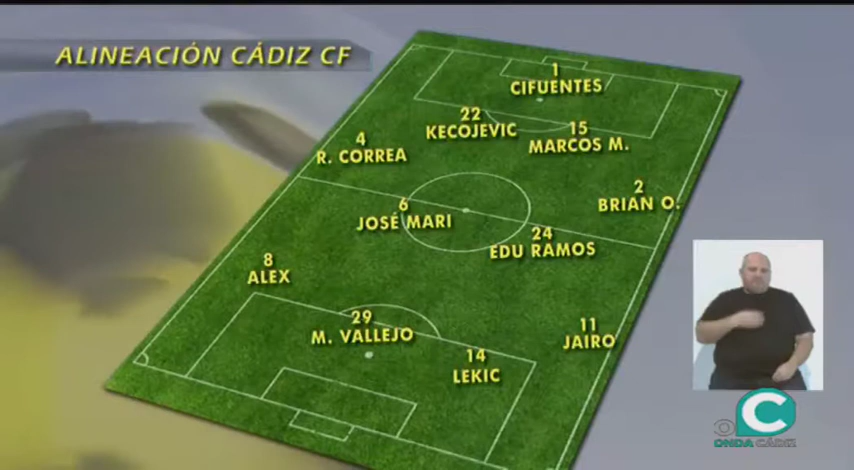 ALINEACIÓN CÁDIZ CF
1
CIFUENTES
22
KECOJEVIC
15
MARCOS M.
4
R. CORREA
2
BRIAN O.
6
JOSÉ MARI
24
EDU RAMOS
8
ALEX
29
M. VALLEJO
11
JAIRO
14
LEKIC
C
ONDA CÁDIZ